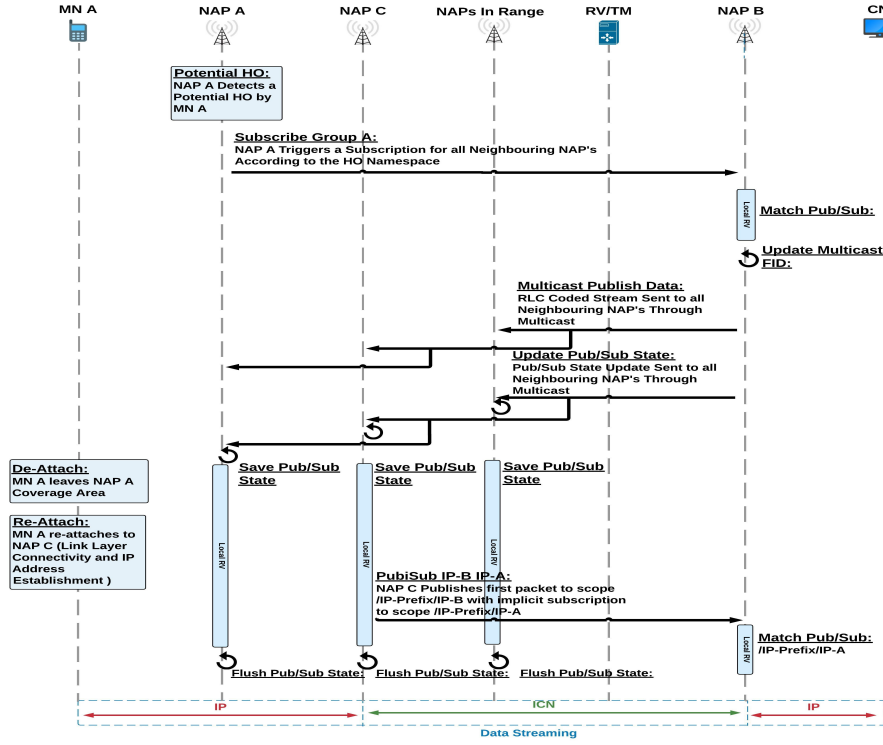 MN A
NAP A
NAP C
NAPs In Range
RV/TM
NAP B
CN
Potential HO:
NAP A Detects a
Potential HO by
MN A
Subscribe Group A:
NAP A Triggers a Subscription for all Neighbouring NAP's
According to the HO Namespace
Local RV
Match Pub/Sub:
Update Multicast
FID:
Multicast Publish Data:
RLC Coded Stream Sent to all
Neighbouring NAP's Through
Multicast
Update Pub/Sub State:
Pub/Sub State Update Sent to all
Neighbouring NAP's Through
Multicast
De-Attach:
MN A leaves NAP A
Coverage Area
Save Pub/Sub
State
Save Pub/Sub
State
Save Pub/Sub
State
Re-Attach:
MN A re-attaches to
NAP C (Link Layer
Connectivity and IP
Address
Establishment )
Local RV
Local RV
Local RV
PubiSub IP-B IP-A:
NAP C Publishes first packet to scope
/IP-Prefix/IP-B with implicit subscription
to scope /IP-Prefix/IP-A
Local RV
Match Pub/Sub:
/IP-Prefix/IP-A
Flush Pub/Sub State:
Flush Pub/Sub State:
Flush Pub/Sub State:
IP
ICN
IP
Data Streaming